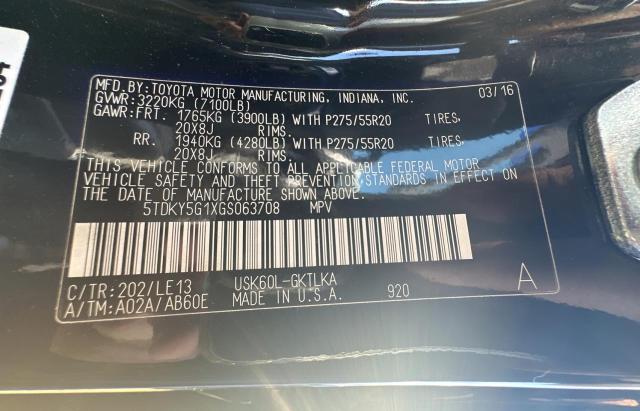 MFD. BY: TOYOTA MOTOR MANUFACTURING, INDIANA, INC. 03/16
GVWR: 3220KG (7100LB)
GAWR: FRT. 1765KG (3900LB) WITH P275/55R20 TIRES,
20X8J RIMS.
RR. 1940KG (4280LB) WITH P275/55R20 TIRES,
20X8J RIMS.
THIS VEHICLE CONFORMS TO ALL APPLICABLE FEDERAL MOTOR
VEHICLE SAFETY AND THEFT PREVENTION STANDARDS IN EFFECT ON
THE DATE OF MANUFACTURE SHOWN ABOVE.
5TDKY5G1XGS063708 MPV
C/TR: 202/LE13 USK60L-GKTLKA
A/TM: A02A/AB60E MADE IN U.S.A. 920 A